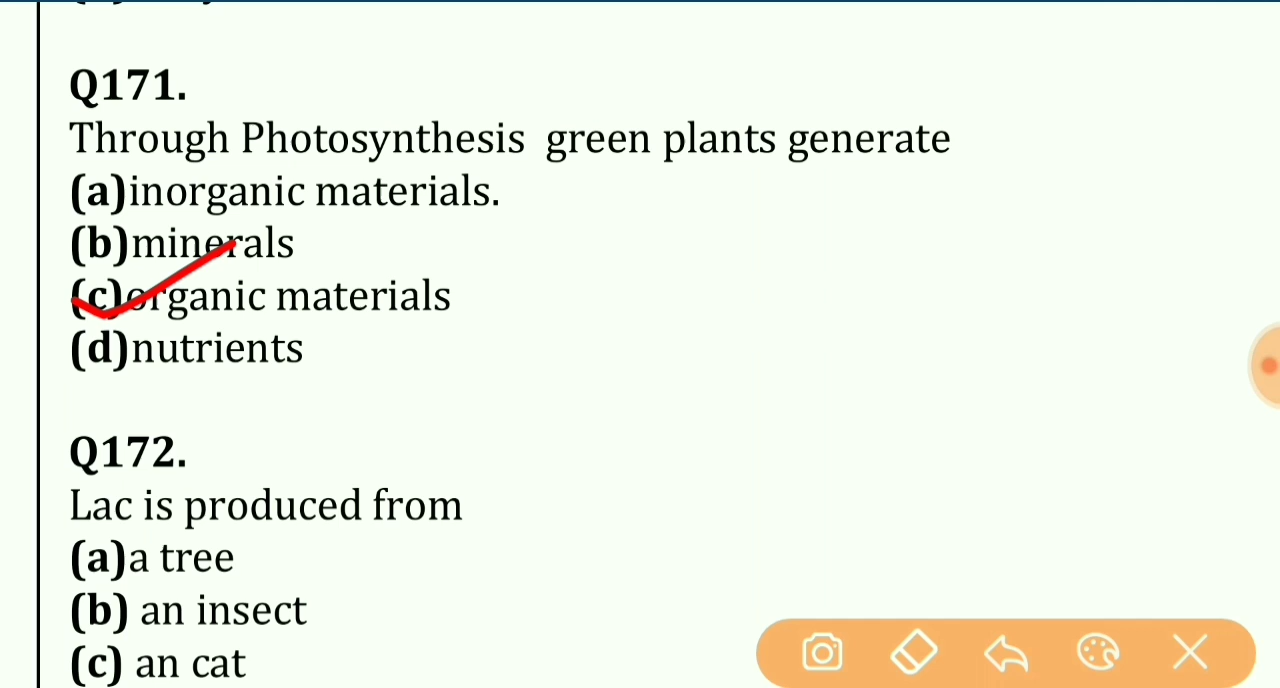 Q171.
Through Photosynthesis green plants generate
(a)inorganic materials.
(b)minerals
(c)organic materials
(d)nutrients
Q172.
Lac is produced from
(a)a tree
(b) an insect
(c) an cat